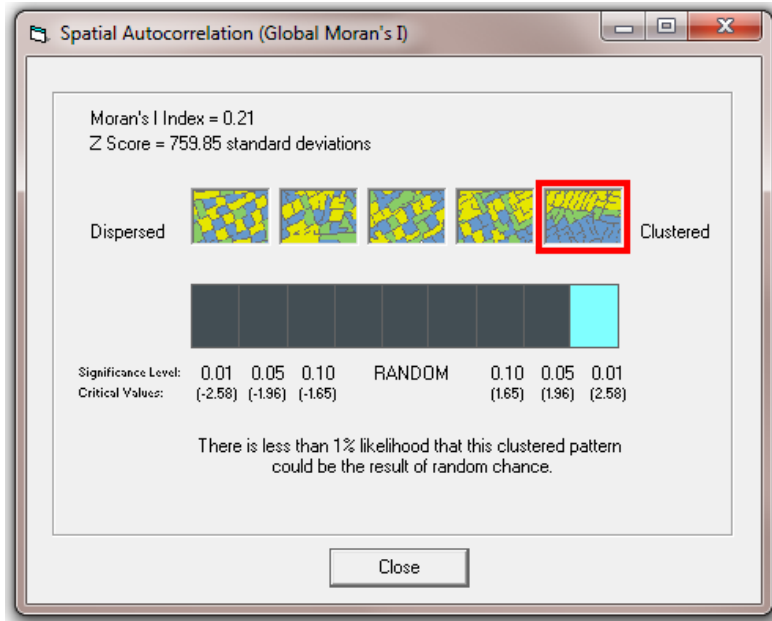 Spatial Autocorrelation (Global Moran's I)
Moran's I Index = 0.21
Z Score = 759.85 standard deviations
Dispersed
Clustered
Significance Level: 0.01 0.05 0.10 RANDOM 0.10 0.05 0.01
Critical Values: (-2.58) (-1.96) (-1.65) (1.65) (1.96) (2.58)
There is less than 1% likelihood that this clustered pattern
could be the result of random chance.
Close